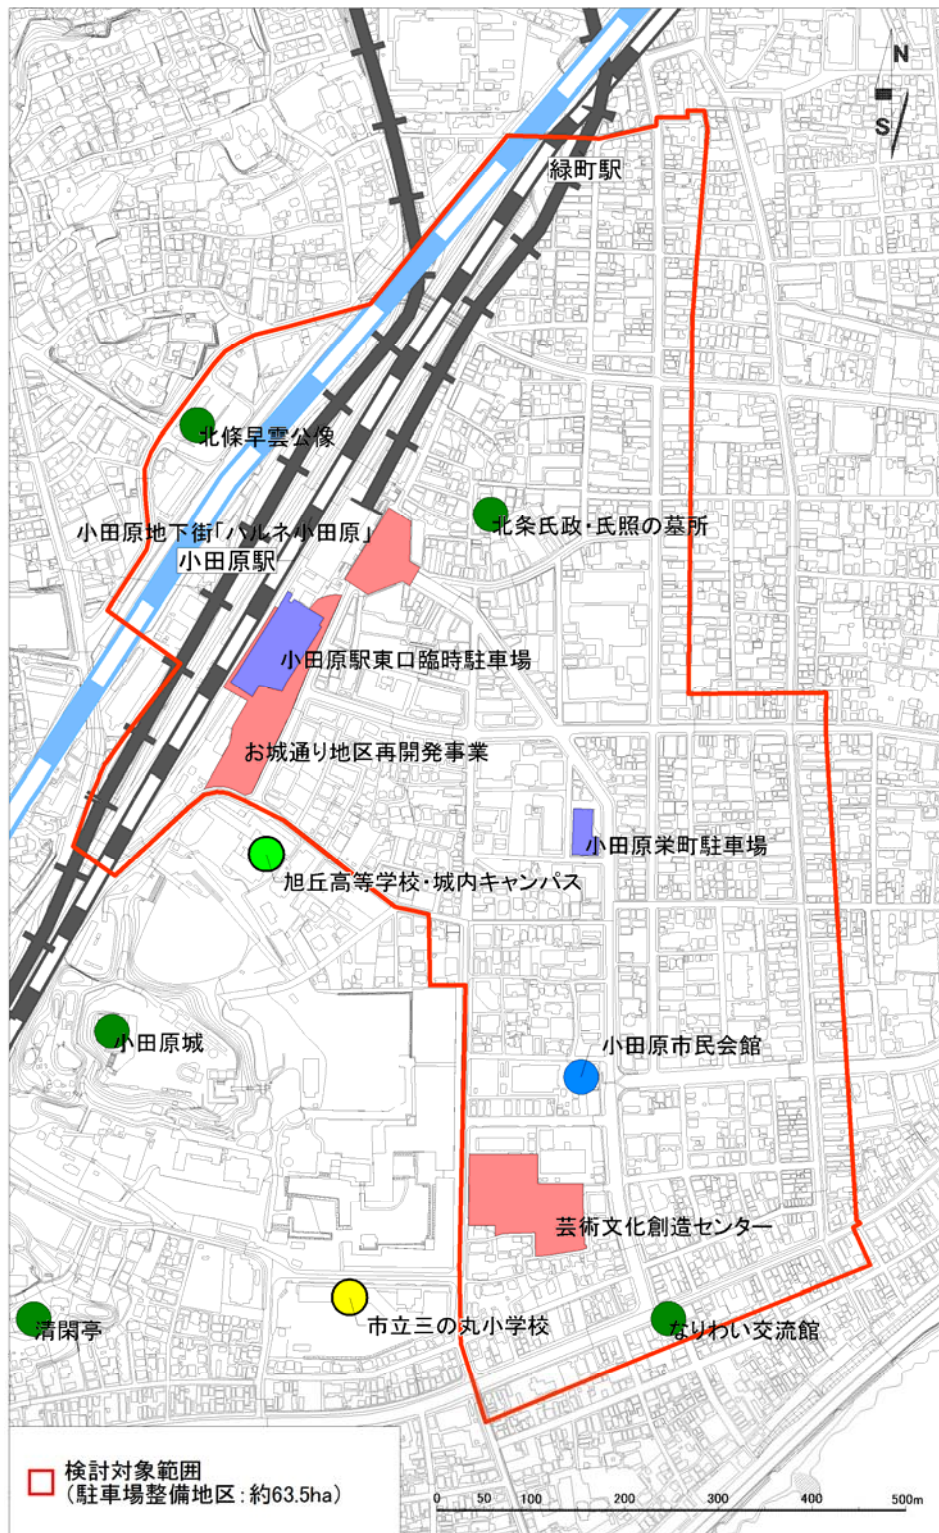 N
S
緑町駅
北條早雲公像
小田原地下街「ハルネ小田原」
北条氏政・氏照の墓所
小田原駅
小田原駅東口臨時駐車場
お城通り地区再開発事業
小田原栄町駐車場
旭丘高等学校・城内キャンパス
小田原城
小田原市民会館
芸術文化創造センター
清閑亭
市立三の丸小学校
なりわい交流館
検討対象範囲
（駐車場整備地区：約63.5ha）
0 50 100 200 300 400 500m